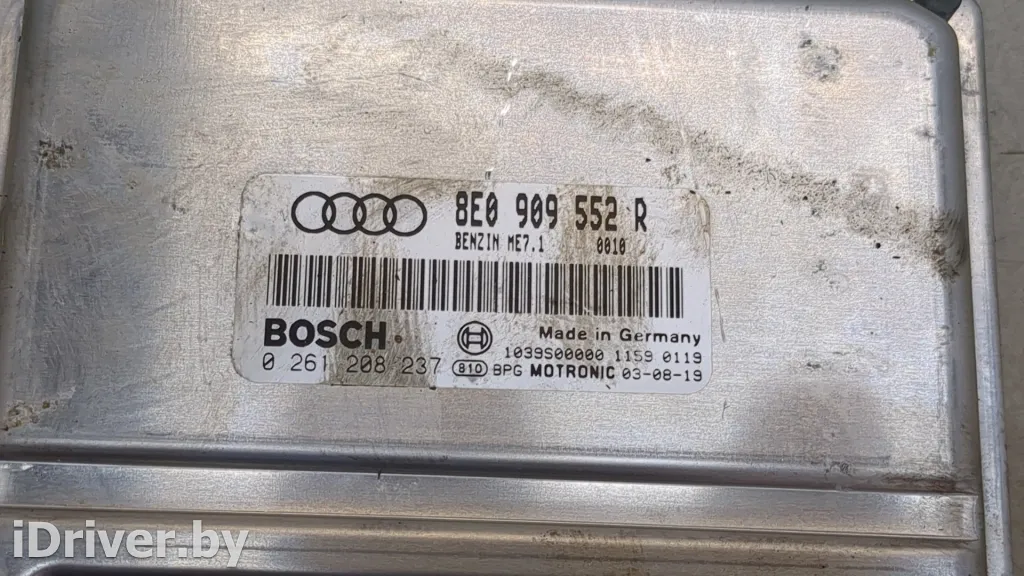 8E0 909 552 R
BENZIN ME7.1 0010
BOSCH
Made in Germany
0 261 208 237
1039S00000 1159 0119
810 BPG MOTRONIC 03-08-19
iDriver.by